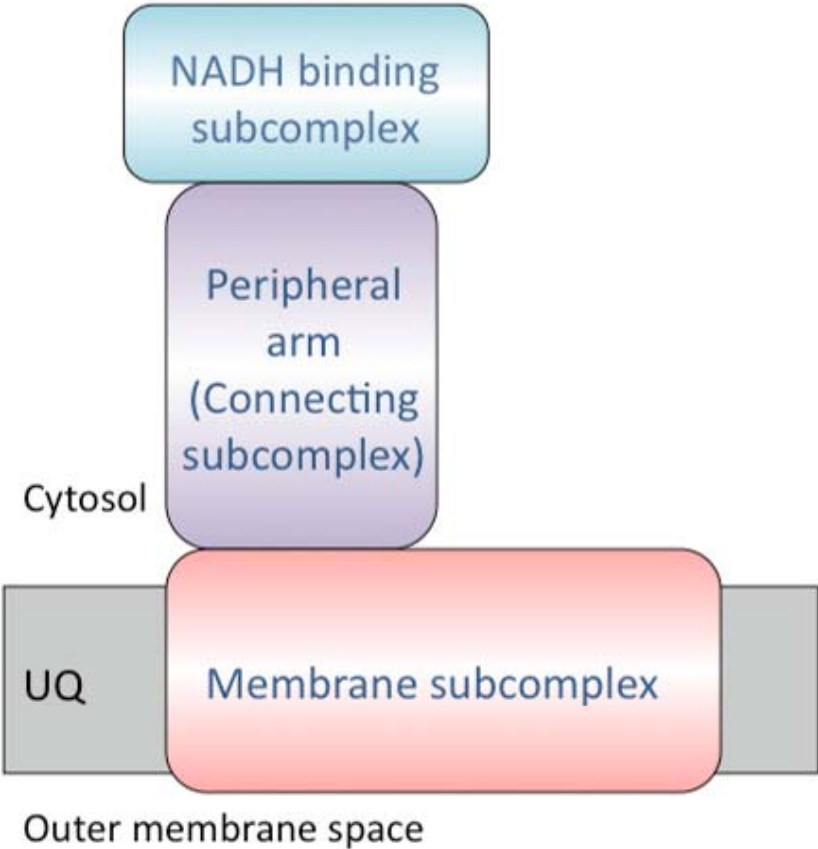 NADH binding
subcomplex
Peripheral
arm
(Connecting
subcomplex)
Cytosol
UQ
Membrane subcomplex
Outer membrane space